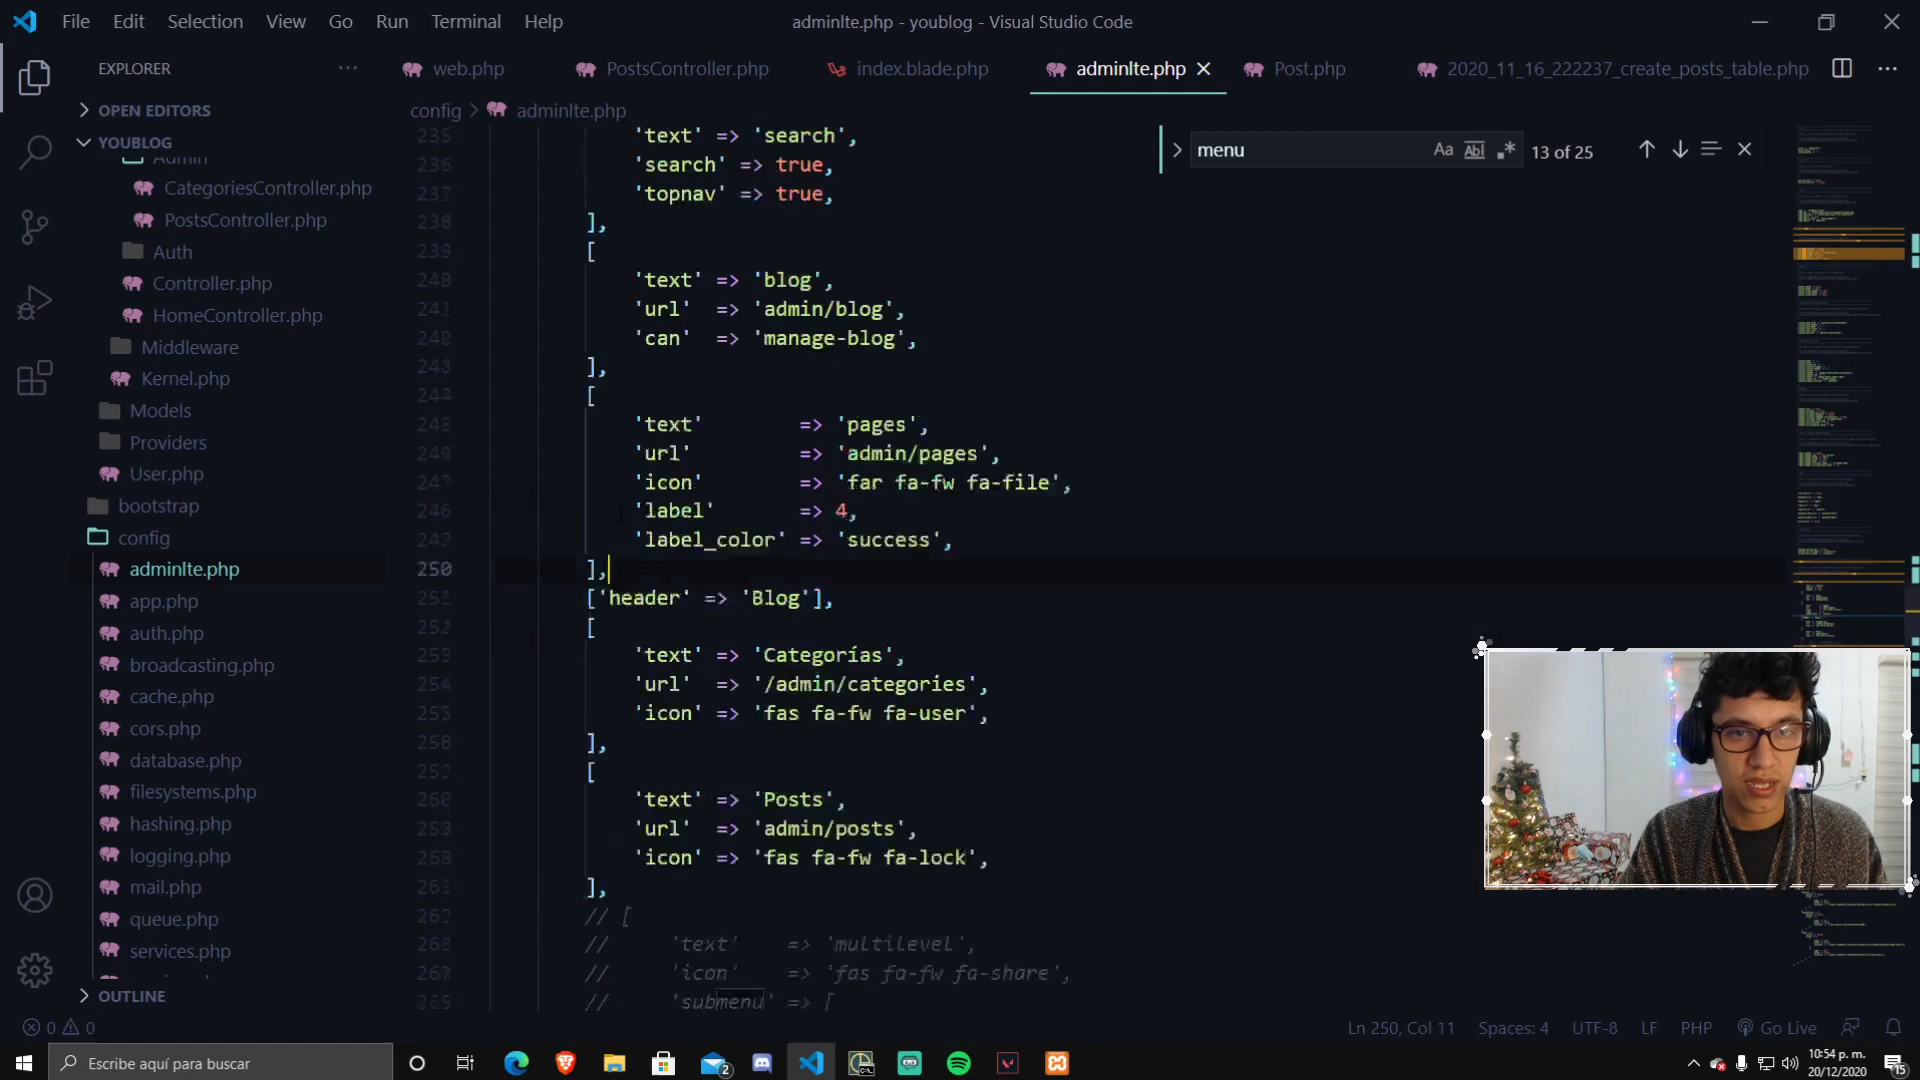 File Edit Selection View Go Run Terminal Help
adminlte.php - youblog - Visual Studio Code
EXPLORER
web.php
PostsController.php
index.blade.php
adminlte.php
Post.php
2020_11_16_222237_create_posts_table.php
OPEN EDITORS
YOUBLOG
Admin
CategoriesController.php
PostsController.php
Auth
Controller.php
HomeController.php
Middleware
Kernel.php
Models
Providers
User.php
bootstrap
config
adminlte.php
app.php
auth.php
broadcasting.php
cache.php
cors.php
database.php
filesystems.php
hashing.php
logging.php
mail.php
queue.php
services.php
OUTLINE
config > adminlte.php
menu
Aa Abl .* 13 of 25
'text' => 'search',
'search' => true,
'topnav' => true,
],
[
'text' => 'blog',
'url' => 'admin/blog',
'can' => 'manage-blog',
],
[
'text' => 'pages',
'url' => 'admin/pages',
'icon' => 'far fa-fw fa-file',
'label' => 4,
'label_color' => 'success',
250 ],
['header' => 'Blog'],
[
'text' => 'Categorías',
'url' => '/admin/categories',
'icon' => 'fas fa-fw fa-user',
],
[
'text' => 'Posts',
'url' => 'admin/posts',
'icon' => 'fas fa-fw fa-lock',
],
// [
// 'text' => 'multilevel',
// 'icon' => 'fas fa-fw fa-share',
// 'submenu' => [
0 0
Ln 250, Col 11 Spaces: 4 UTF-8 LF PHP Go Live
Escribe aquí para buscar
2
10:54 p. m.
20/12/2020
15